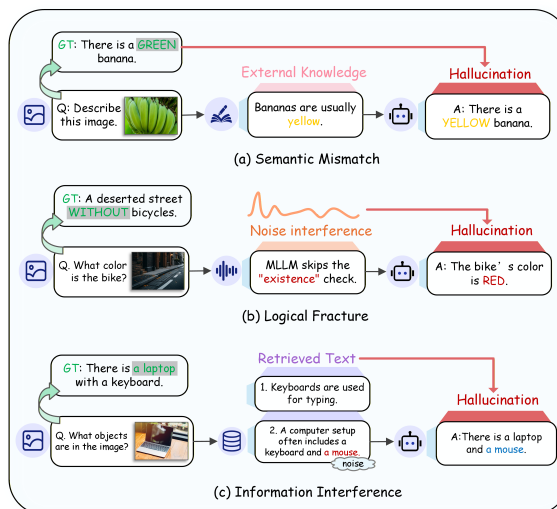 GT: There is a GREEN
banana.
Q: Describe
this image.
External Knowledge
Bananas are usually
yellow.
Hallucination
A: There is a
YELLOW banana.
(a) Semantic Mismatch
GT: A deserted street
WITHOUT bicycles.
Q. What color
is the bike?
Noise interference
MLLM skips the
"existence" check.
Hallucination
A: The bike's color
is RED.
(b) Logical Fracture
GT: There is a laptop
with a keyboard.
Q. What objects
are in the image?
Retrieved Text
1. Keyboards are used
for typing.
2. A computer setup
often includes a
keyboard and a mouse.
noise
Hallucination
A:There is a laptop
and a mouse.
(c) Information Interference